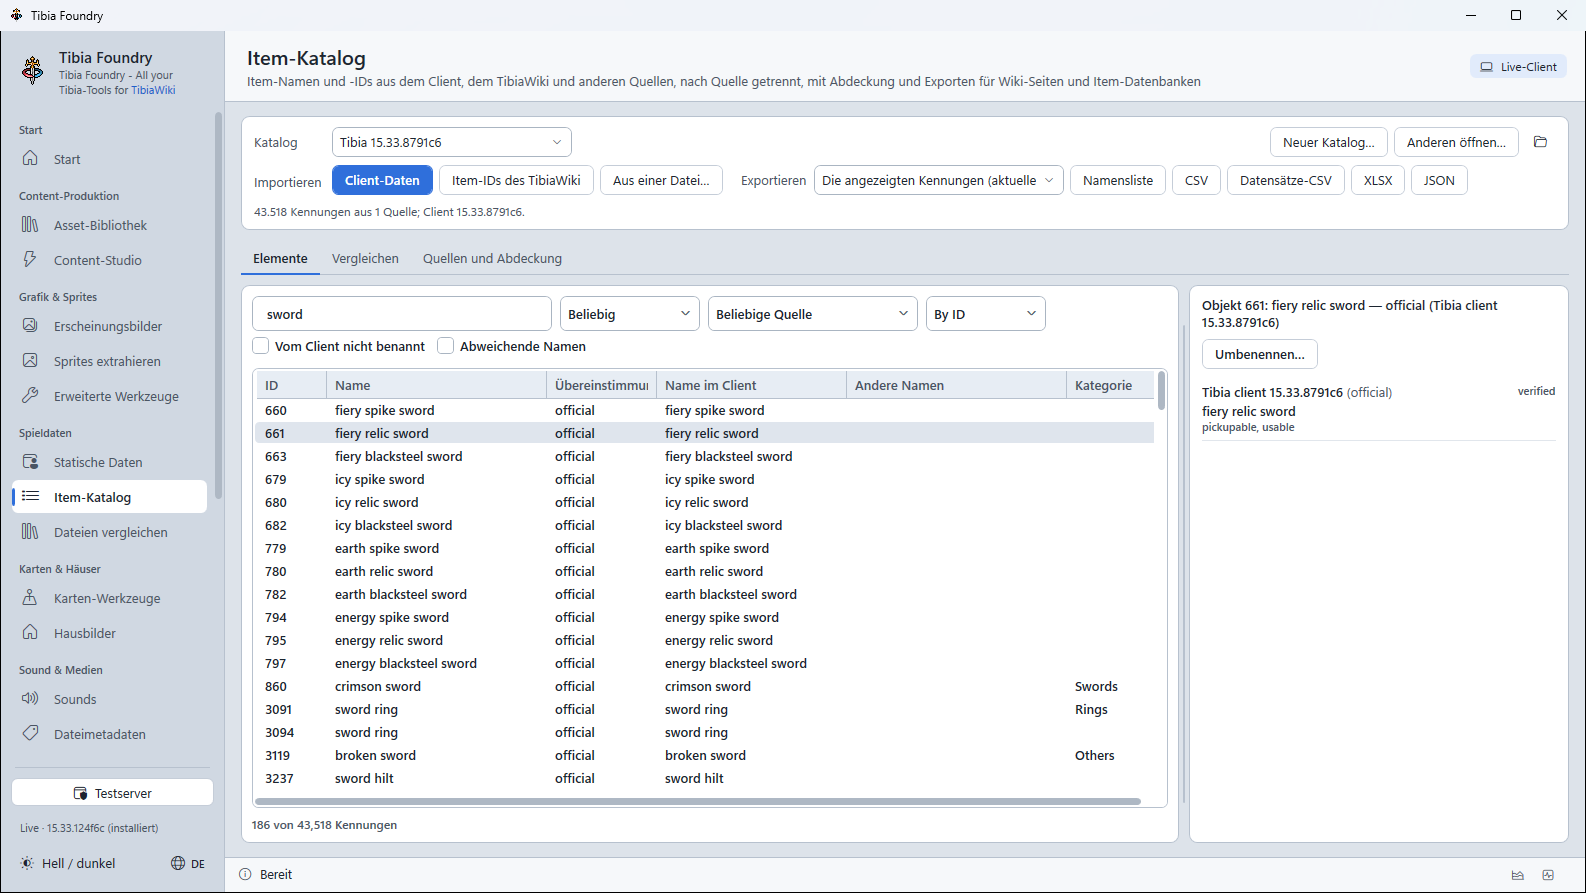 Tibia Foundry
Tibia Foundry
Tibia Foundry - All your
Tibia-Tools for TibiaWiki
Start
Start
Content-Produktion
Asset-Bibliothek
Content-Studio
Grafik & Sprites
Erscheinungsbilder
Sprites extrahieren
Erweiterte Werkzeuge
Spieldaten
Statische Daten
Item-Katalog
Dateien vergleichen
Karten & Häuser
Karten-Werkzeuge
Hausbilder
Sound & Medien
Sounds
Dateimetadaten
Testserver
Live · 15.33.124f6c (installiert)
Hell / dunkel DE
Item-Katalog
Item-Namen und -IDs aus dem Client, dem TibiaWiki und anderen Quellen, nach Quelle getrennt, mit Abdeckung und Exporten für Wiki-Seiten und Item-Datenbanken
Live-Client
Katalog Tibia 15.33.8791c6 Neuer Katalog... Anderen öffnen...
Importieren Client-Daten Item-IDs des TibiaWiki Aus einer Datei... Exportieren Die angezeigten Kennungen (aktuelle Namensliste CSV Datensätze-CSV XLSX JSON
43.518 Kennungen aus 1 Quelle; Client 15.33.8791c6.
Elemente Vergleichen Quellen und Abdeckung
sword Beliebig Beliebige Quelle By ID
Vom Client nicht benannt Abweichende Namen
ID Name Übereinstimmu Name im Client Andere Namen Kategorie
660 fiery spike sword official fiery spike sword
661 fiery relic sword official fiery relic sword
663 fiery blacksteel sword official fiery blacksteel sword
679 icy spike sword official icy spike sword
680 icy relic sword official icy relic sword
682 icy blacksteel sword official icy blacksteel sword
779 earth spike sword official earth spike sword
780 earth relic sword official earth relic sword
782 earth blacksteel sword official earth blacksteel sword
794 energy spike sword official energy spike sword
795 energy relic sword official energy relic sword
797 energy blacksteel sword official energy blacksteel sword
860 crimson sword official crimson sword Swords
3091 sword ring official sword ring Rings
3094 sword ring official sword ring
3119 broken sword official broken sword Others
3237 sword hilt official sword hilt
186 von 43,518 Kennungen
Objekt 661: fiery relic sword — official (Tibia client
15.33.8791c6)
Umbenennen...
Tibia client 15.33.8791c6 (official) verified
fiery relic sword
pickupable, usable
Bereit